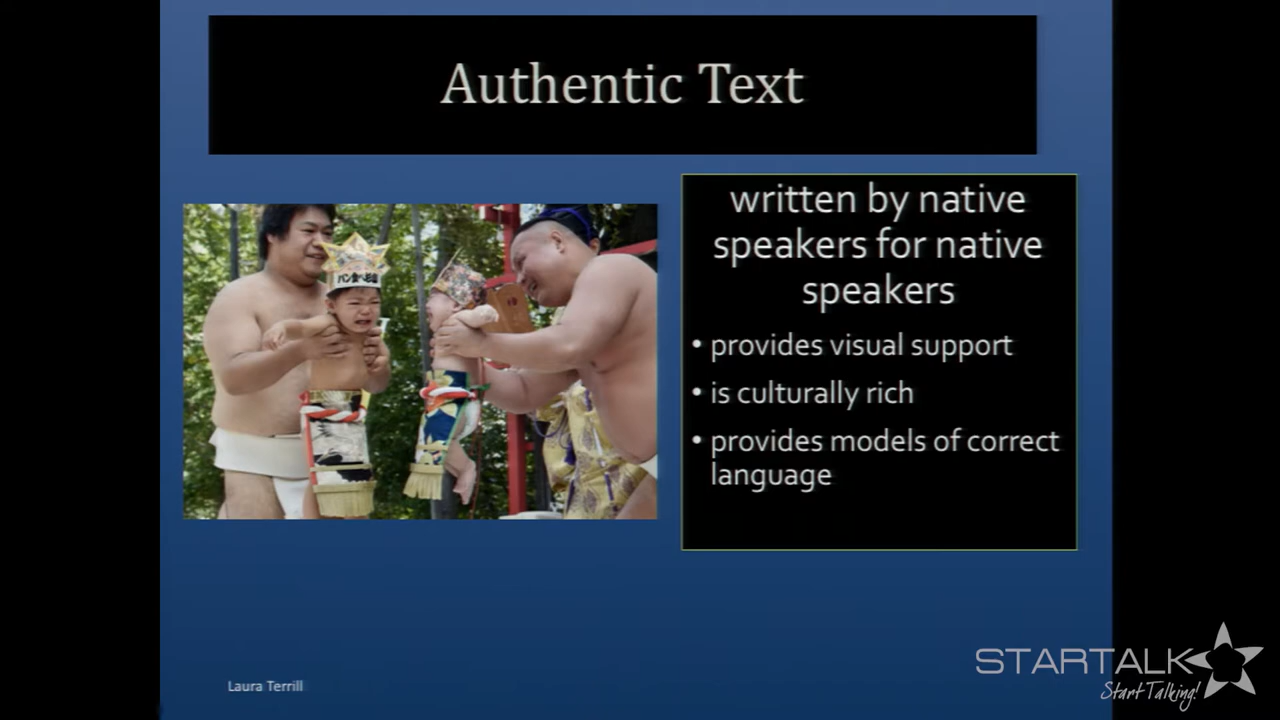 Authentic Text
written by native
speakers for native
speakers
• provides visual support
• is culturally rich
• provides models of correct
language
Laura Terrill
STARTALK
Start Talking!